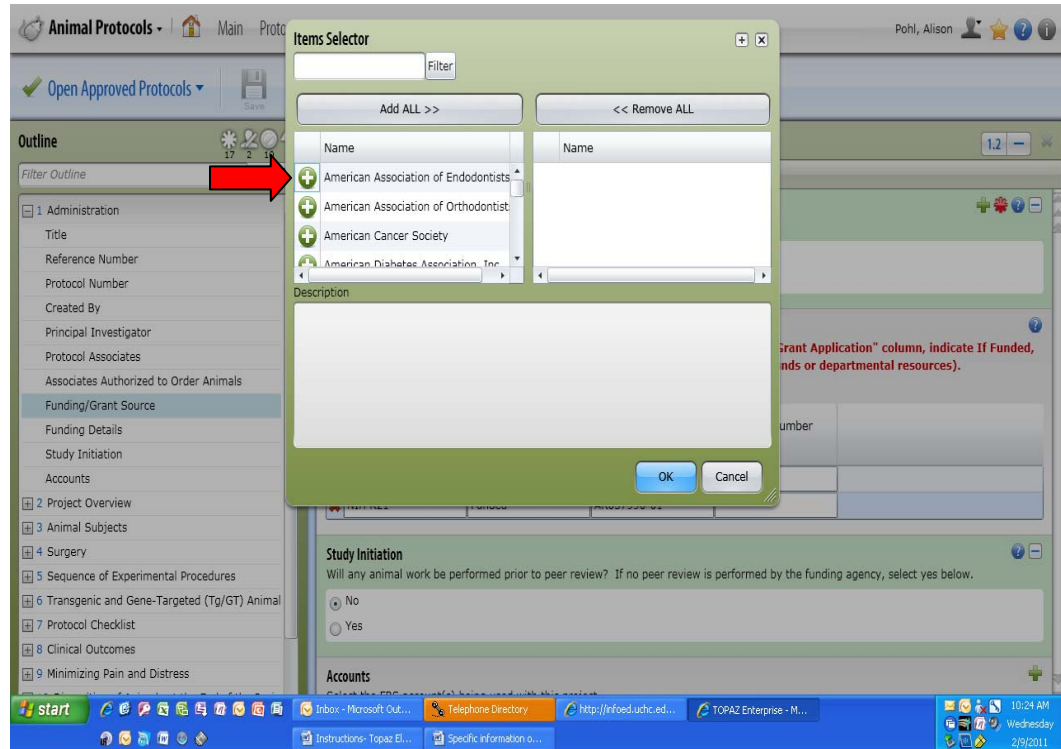 Animal Protocols - Main Proto
Pohl, Alison
Open Approved Protocols
Save
Outline
17 2
Filter Outline
1 Administration
Title
Reference Number
Protocol Number
Created By
Principal Investigator
Protocol Associates
Associates Authorized to Order Animals
Funding/Grant Source
Funding Details
Study Initiation
Accounts
2 Project Overview
3 Animal Subjects
4 Surgery
5 Sequence of Experimental Procedures
6 Transgenic and Gene-Targeted (Tg/GT) Animal
7 Protocol Checklist
8 Clinical Outcomes
9 Minimizing Pain and Distress
Items Selector
Filter
Add ALL >>
<< Remove ALL
Name
Name
American Association of Endodontists
American Association of Orthodontist
American Cancer Society
American Diabetes Association, Inc
Description
OK
Cancel
1.2
Grant Application" column, indicate If Funded,
nds or departmental resources).
umber
Study Initiation
Will any animal work be performed prior to peer review? If no peer review is performed by the funding agency, select yes below.
No
Yes
Accounts
start
Inbox - Microsoft Out...
Telephone Directory
http://infoed.uchc.ed...
TOPAZ Enterprise - M...
Instructions- Topaz El...
Specific information o...
10:24 AM
Wednesday
2/9/2011